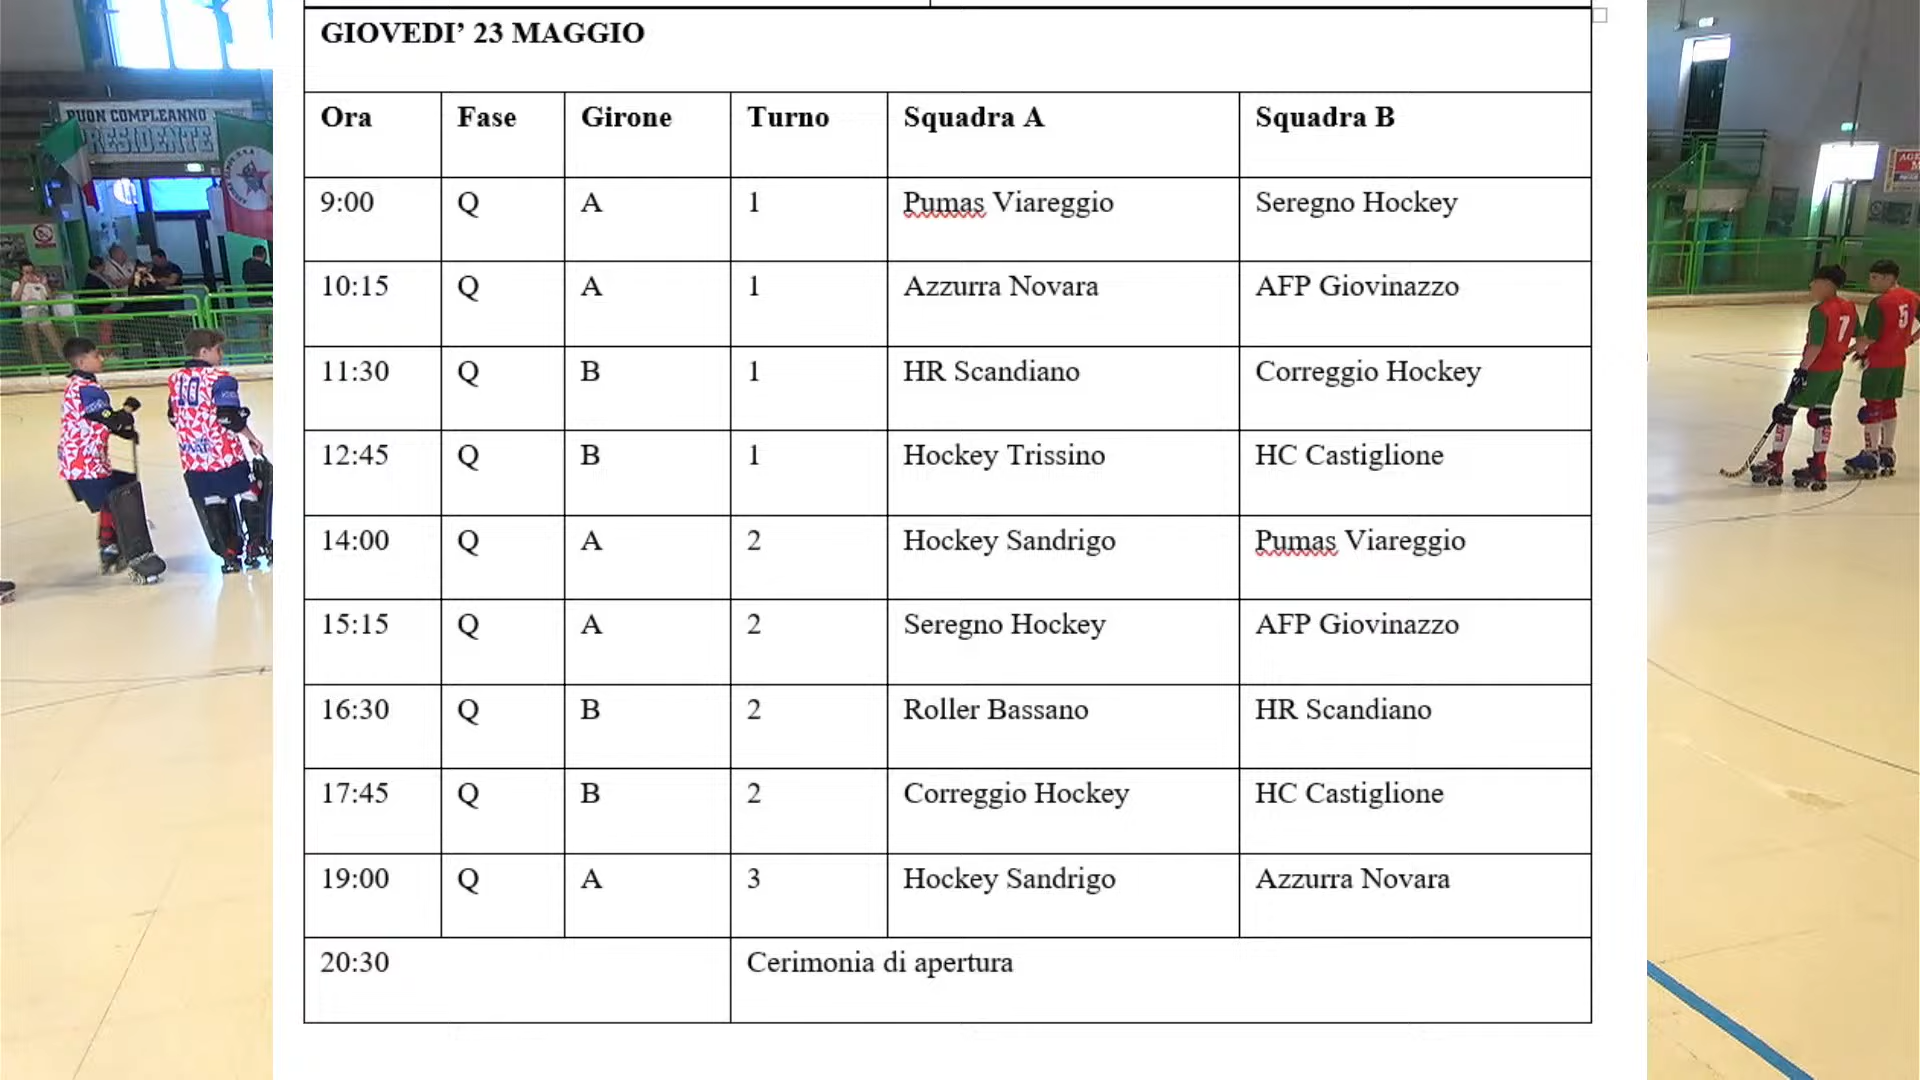 GIOVEDI’ 23 MAGGIO
Ora Fase Girone Turno Squadra A Squadra B
9:00 Q A 1 Pumas Viareggio Seregno Hockey
10:15 Q A 1 Azzurra Novara AFP Giovinazzo
11:30 Q B 1 HR Scandiano Correggio Hockey
12:45 Q B 1 Hockey Trissino HC Castiglione
14:00 Q A 2 Hockey Sandrigo Pumas Viareggio
15:15 Q A 2 Seregno Hockey AFP Giovinazzo
16:30 Q B 2 Roller Bassano HR Scandiano
17:45 Q B 2 Correggio Hockey HC Castiglione
19:00 Q A 3 Hockey Sandrigo Azzurra Novara
20:30 Cerimonia di apertura
BUON COMPLEANNO
PRESIDENTE
10
7
5